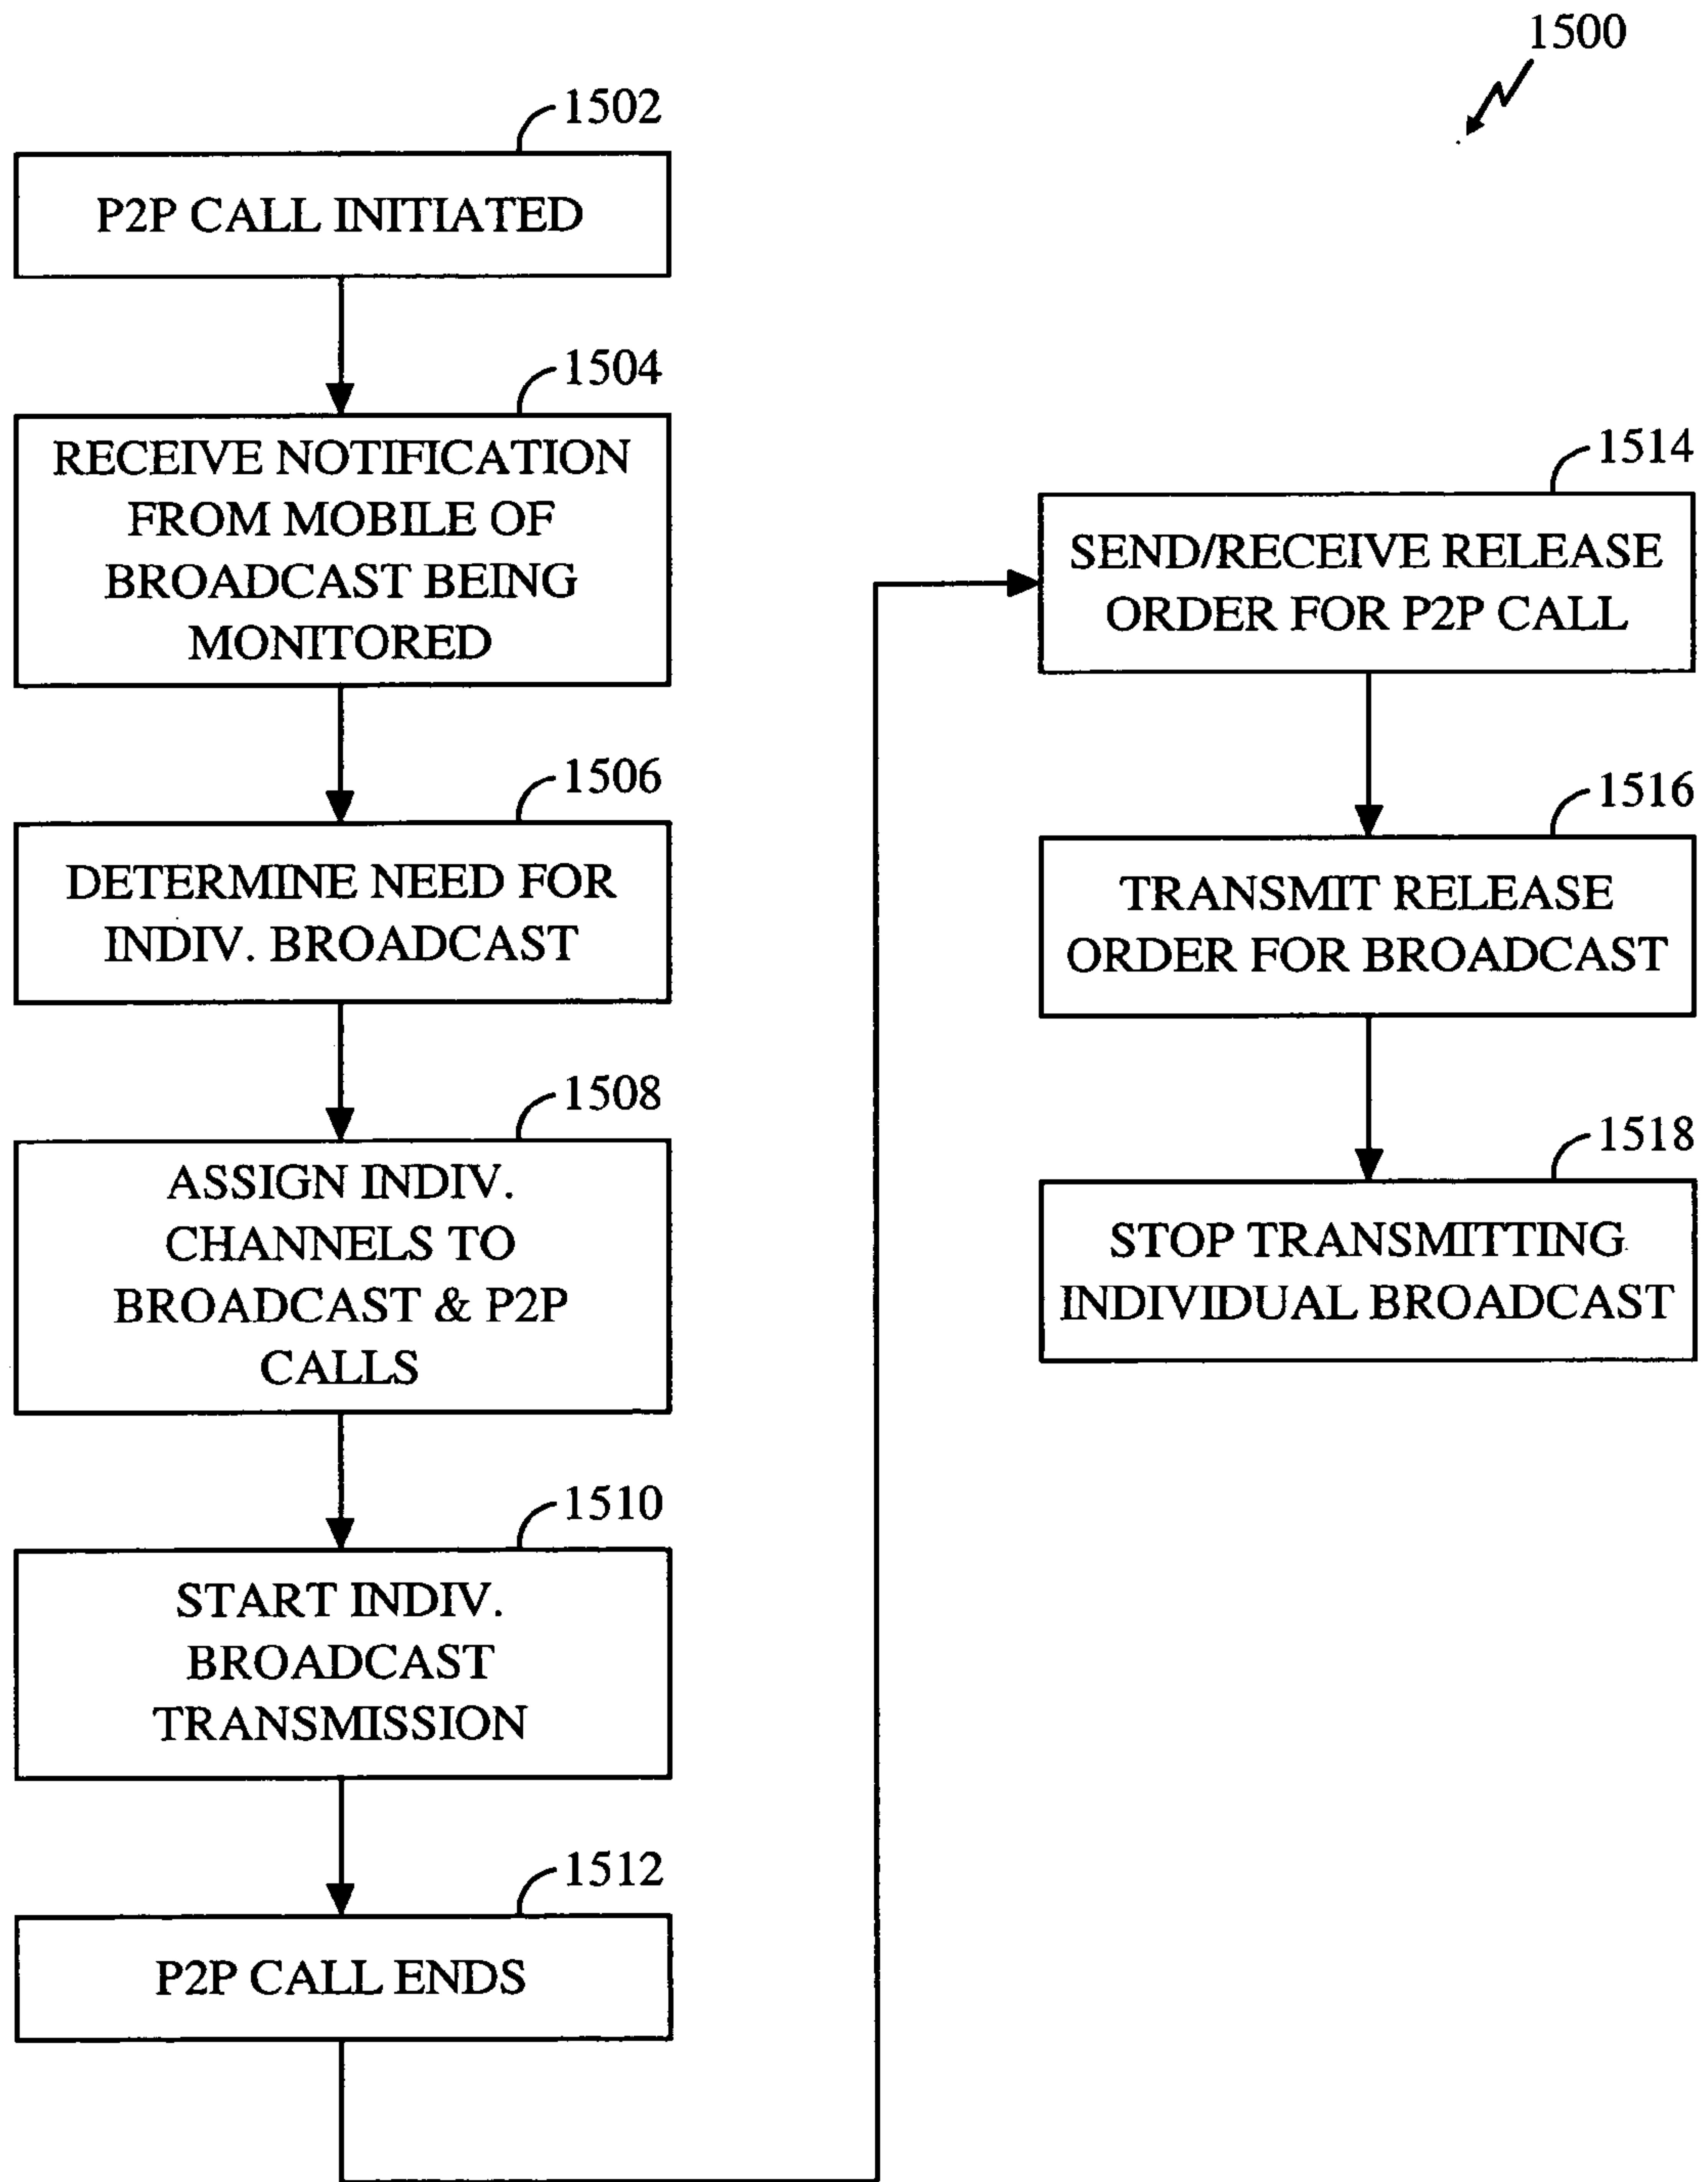 1500
1502
P2P CALL INITIATED
1504
RECEIVE NOTIFICATION
FROM MOBILE OF
BROADCAST BEING
MONITORED
1506
DETERMINE NEED FOR
INDIV. BROADCAST
1508
ASSIGN INDIV.
CHANNELS TO
BROADCAST & P2P
CALLS
1510
START INDIV.
BROADCAST
TRANSMISSION
1512
P2P CALL ENDS
1514
SEND/RECEIVE RELEASE
ORDER FOR P2P CALL
1516
TRANSMIT RELEASE
ORDER FOR BROADCAST
1518
STOP TRANSMITTING
INDIVIDUAL BROADCAST